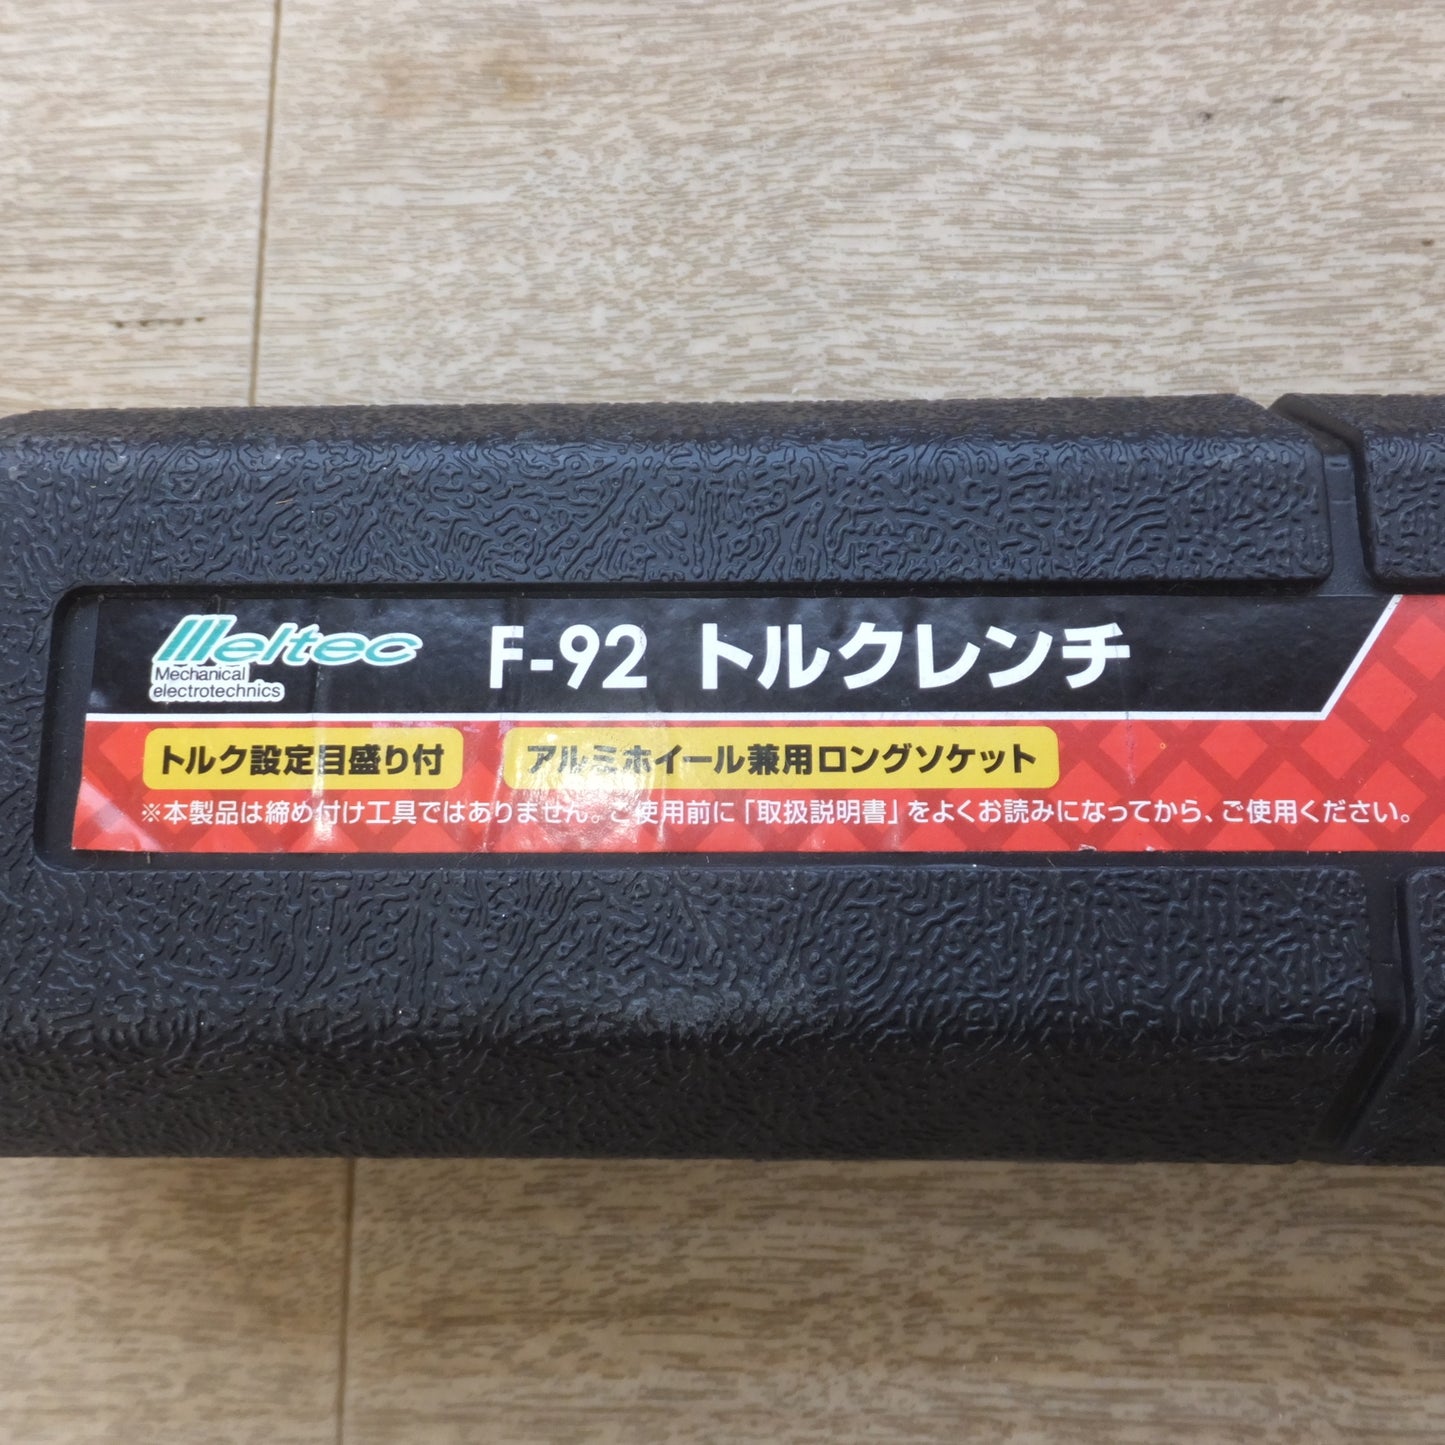 Meltec
Mechanical
electrotechnics
F-92 トルクレンチ
トルク設定目盛り付
アルミホイール兼用ロングソケット
※本製品は締め付け工具ではありません。ご使用前に「取扱説明書」をよくお読みになってから、ご使用ください。